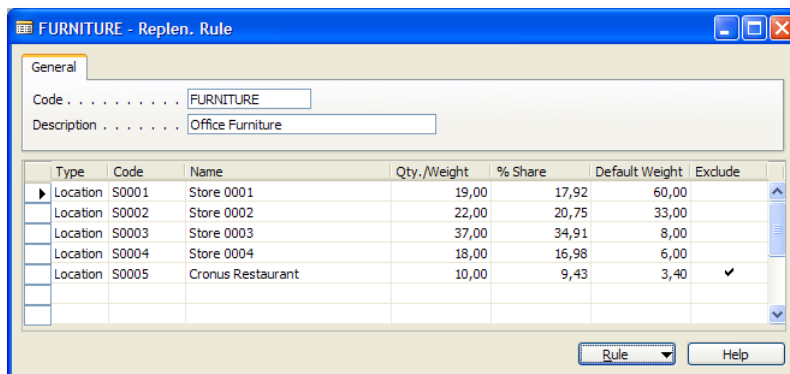 FURNITURE - Replen. Rule
General
Code . . . . . . . . . . FURNITURE
Description . . . . . . . Office Furniture
Type Code Name Qty./Weight % Share Default Weight Exclude
Location S0001 Store 0001 19,00 17,92 60,00
Location S0002 Store 0002 22,00 20,75 33,00
Location S0003 Store 0003 37,00 34,91 8,00
Location S0004 Store 0004 18,00 16,98 6,00
Location S0005 Cronus Restaurant 10,00 9,43 3,40 ✔
Rule Help